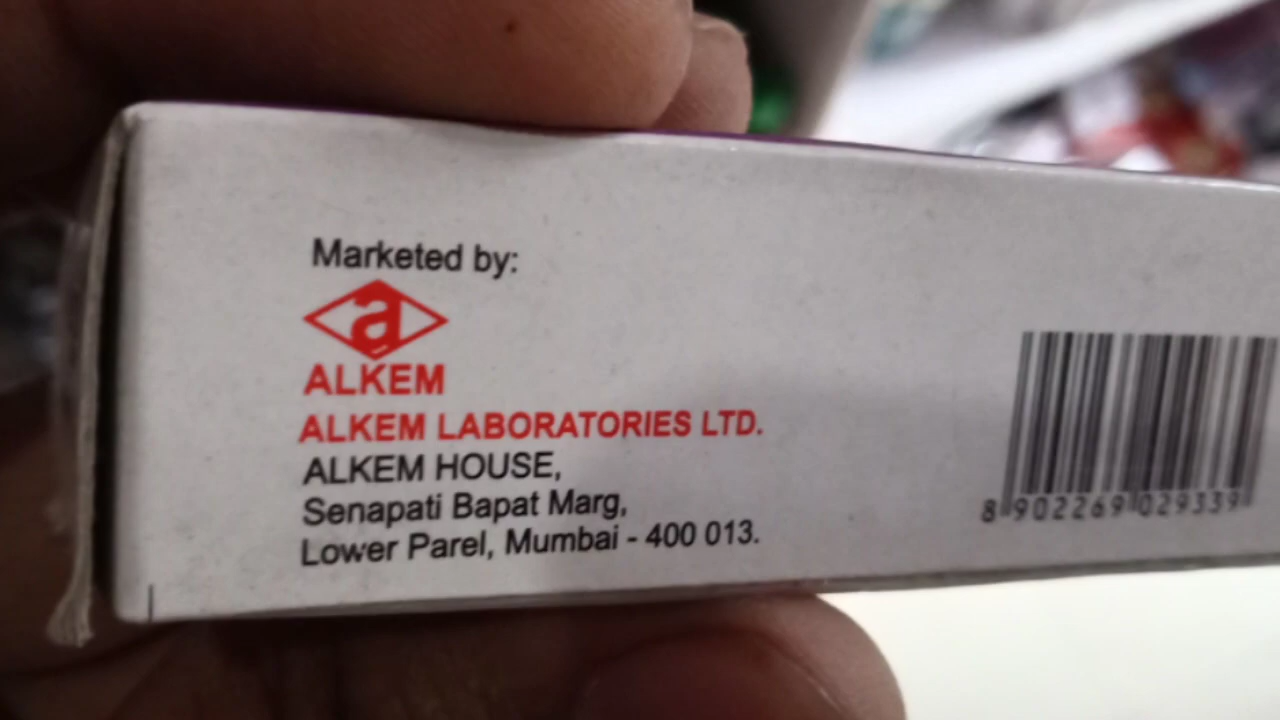 Marketed by:
a
ALKEM
ALKEM LABORATORIES LTD.
ALKEM HOUSE,
Senapati Bapat Marg,
Lower Parel, Mumbai - 400 013.
8 902269 029339